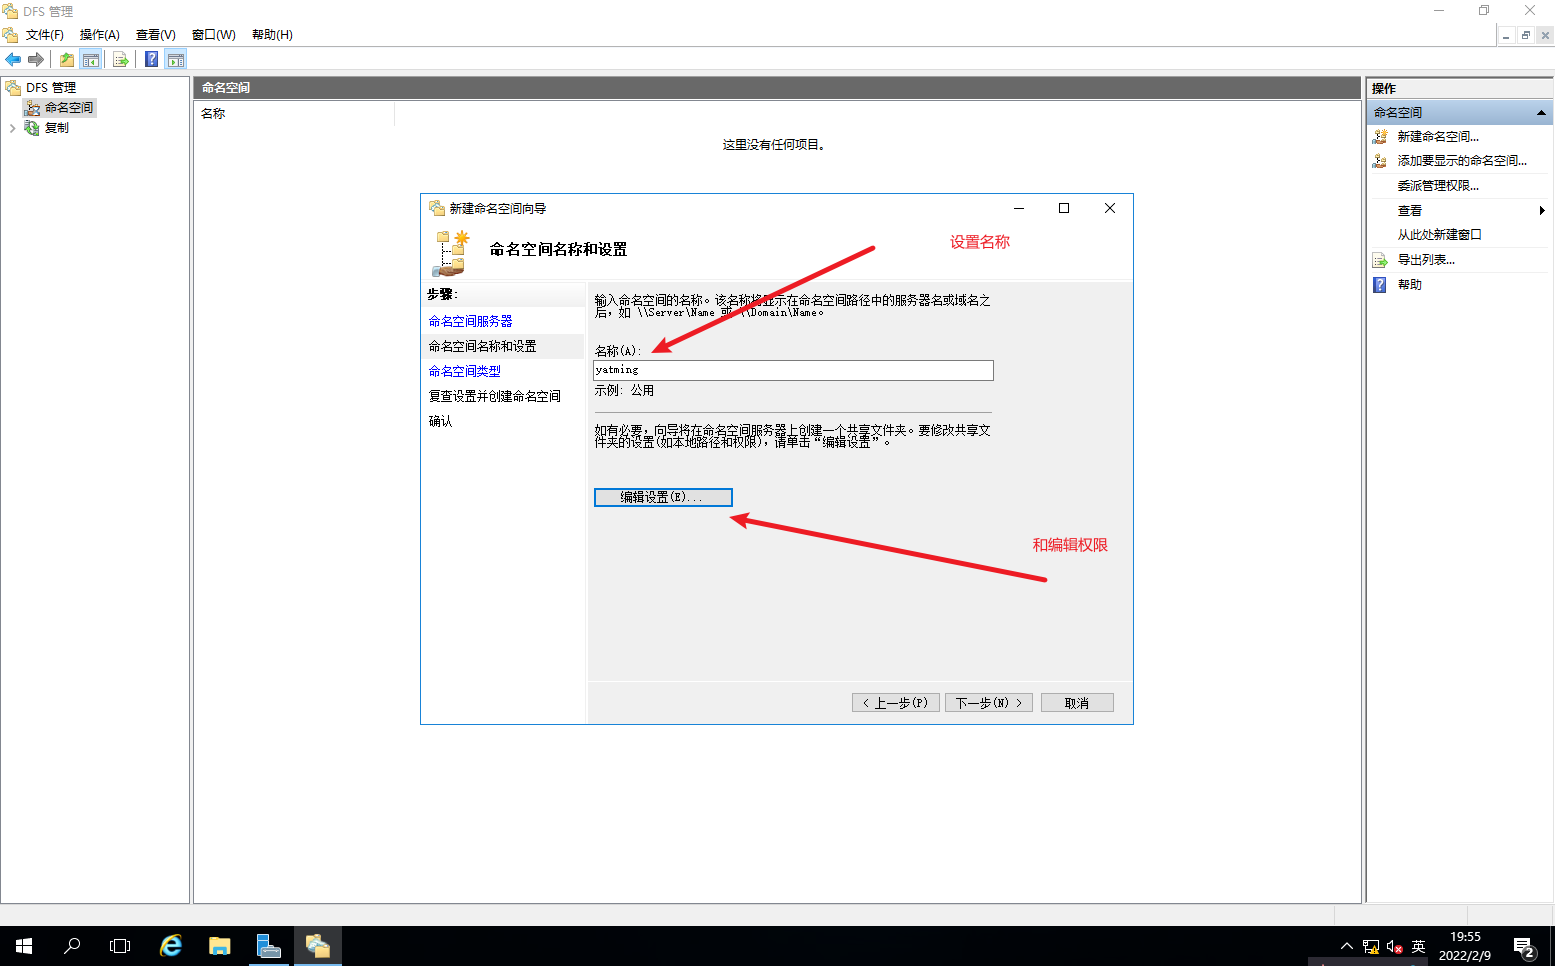 DFS 管理
文件(F) 操作(A) 查看(V) 窗口(W) 帮助(H)
DFS 管理
命名空间
复制
命名空间
名称
这里没有任何项目。
新建命名空间向导
命名空间名称和设置
设置名称
步骤:
命名空间服务器
命名空间名称和设置
命名空间类型
复查设置并创建命名空间
确认
输入命名空间的名称。该名称将显示在命名空间路径中的服务器名或域名之
后，如 \\Server\Name 或 \\Domain\Name。
名称(A):
yatming
示例: 公用
如有必要，向导将在命名空间服务器上创建一个共享文件夹。要修改共享文
件夹的设置(如本地路径和权限)，请单击“编辑设置”。
编辑设置(E)...
和编辑权限
< 上一步(P) 下一步(N) > 取消
操作
命名空间
新建命名空间...
添加要显示的命名空间...
委派管理权限...
查看
从此处新建窗口
导出列表...
帮助
英
19:55
2022/2/9
2